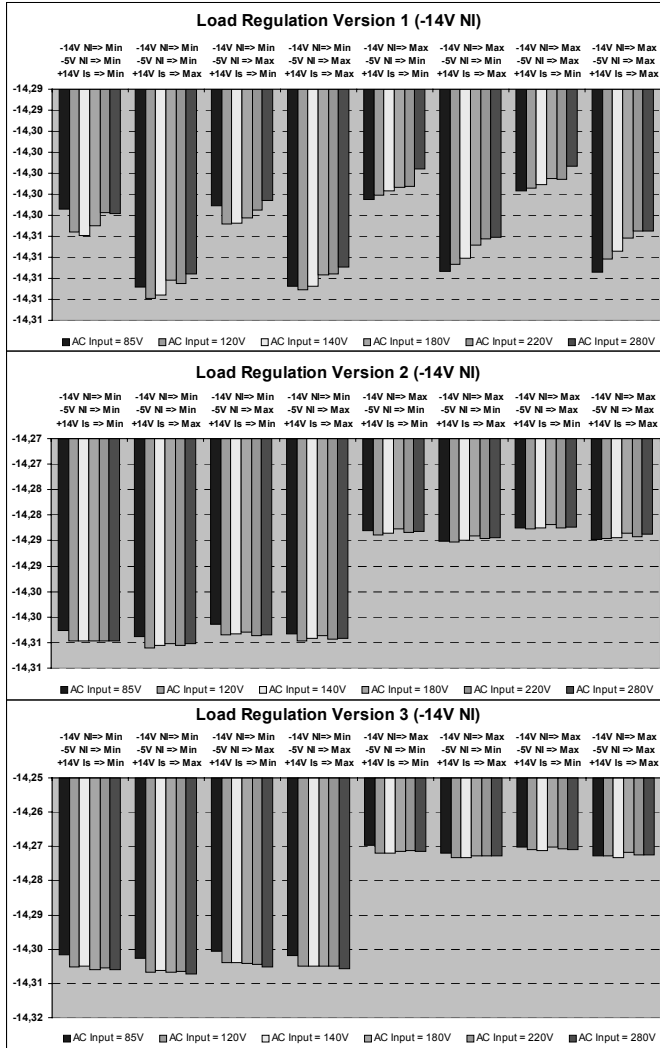 Load Regulation Version 1 (-14V NI)
-14V NI=> Min -14V NI=> Min -14V NI=> Min -14V NI=> Min -14V NI=> Max -14V NI=> Max -14V NI=> Max -14V NI=> Max
-5V NI => Min -5V NI => Min -5V NI => Max -5V NI => Max -5V NI => Min -5V NI => Min -5V NI => Max -5V NI => Max
+14V Is => Min +14V Is => Max +14V Is => Min +14V Is => Max +14V Is => Min +14V Is => Max +14V Is => Min +14V Is => Max
-14,29
-14,29
-14,30
-14,30
-14,30
-14,30
-14,30
-14,31
-14,31
-14,31
-14,31
-14,31
AC Input = 85V AC Input = 120V AC Input = 140V AC Input = 180V AC Input = 220V AC Input = 280V
Load Regulation Version 2 (-14V NI)
-14V NI=> Min -14V NI=> Min -14V NI=> Min -14V NI=> Min -14V NI=> Max -14V NI=> Max -14V NI=> Max -14V NI=> Max
-5V NI => Min -5V NI => Min -5V NI => Max -5V NI => Max -5V NI => Min -5V NI => Min -5V NI => Max -5V NI => Max
+14V Is => Min +14V Is => Max +14V Is => Min +14V Is => Max +14V Is => Min +14V Is => Max +14V Is => Min +14V Is => Max
-14,27
-14,27
-14,28
-14,28
-14,29
-14,29
-14,30
-14,30
-14,31
-14,31
AC Input = 85V AC Input = 120V AC Input = 140V AC Input = 180V AC Input = 220V AC Input = 280V
Load Regulation Version 3 (-14V NI)
-14V NI=> Min -14V NI=> Min -14V NI=> Min -14V NI=> Min -14V NI=> Max -14V NI=> Max -14V NI=> Max -14V NI=> Max
-5V NI => Min -5V NI => Min -5V NI => Max -5V NI => Max -5V NI => Min -5V NI => Min -5V NI => Max -5V NI => Max
+14V Is => Min +14V Is => Max +14V Is => Min +14V Is => Max +14V Is => Min +14V Is => Max +14V Is => Min +14V Is => Max
-14,25
-14,26
-14,27
-14,28
-14,29
-14,30
-14,31
-14,32
AC Input = 85V AC Input = 120V AC Input = 140V AC Input = 180V AC Input = 220V AC Input = 280V